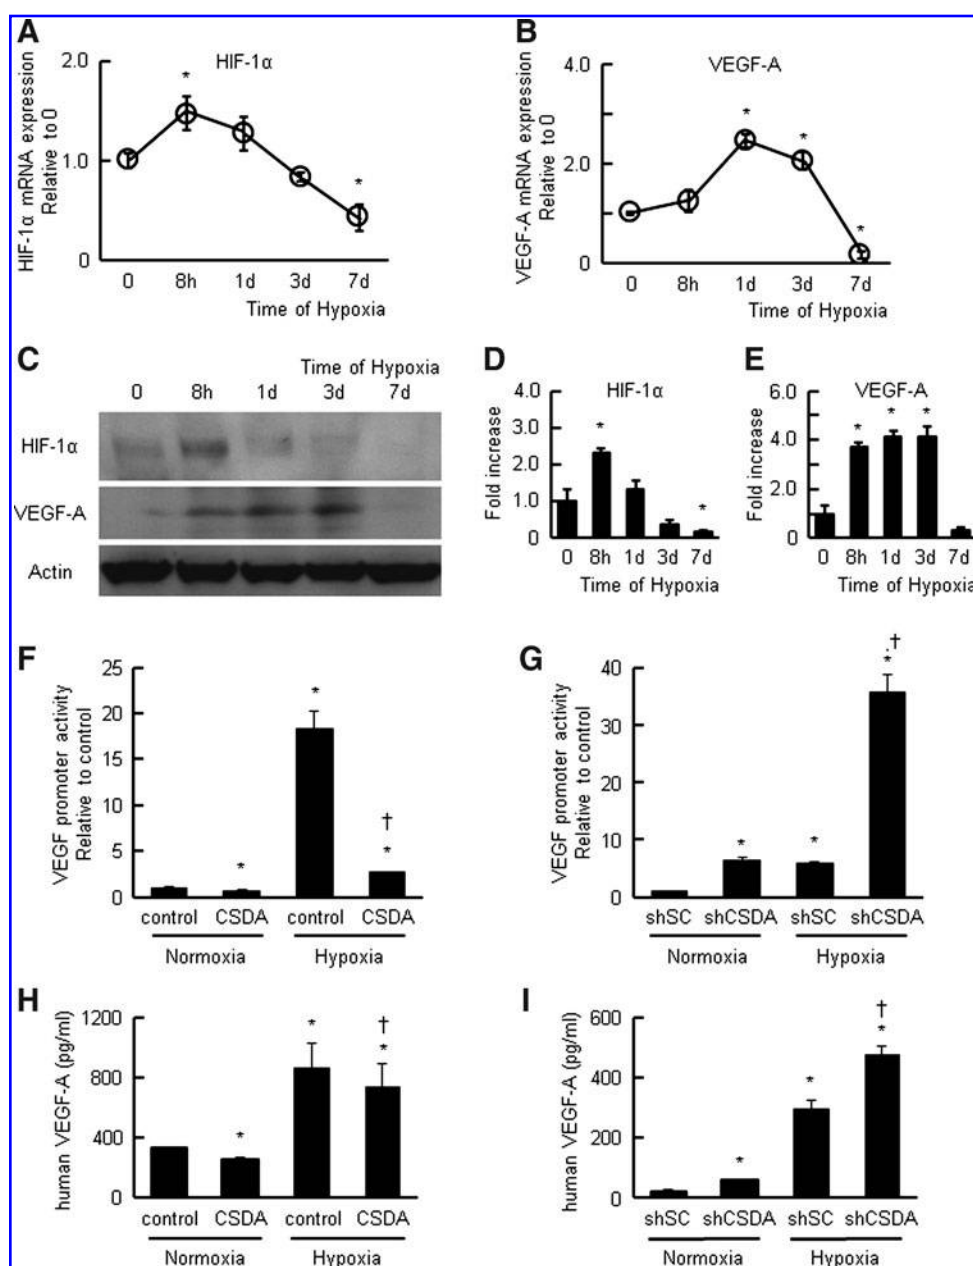 A
HIF-1α
HIF-1α mRNA expression
Relative to 0
2.0
1.0
0
0 8h 1d 3d 7d
Time of Hypoxia
*
*
B
VEGF-A
VEGF-A mRNA expression
Relative to 0
4.0
2.0
0
0 8h 1d 3d 7d
Time of Hypoxia
*
*
*
C
Time of Hypoxia
0 8h 1d 3d 7d
HIF-1α
VEGF-A
Actin
D
HIF-1α
Fold increase
4.0
3.0
2.0
1.0
0
0 8h 1d 3d 7d
Time of Hypoxia
*
*
E
VEGF-A
Fold increase
6.0
4.0
2.0
0
0 8h 1d 3d 7d
Time of Hypoxia
* * *
F
VEGF promoter activity
Relative to control
25
20
15
10
5
0
*
*
†
*
control CSDA control CSDA
Normoxia Hypoxia
G
VEGF promoter activity
Relative to control
40
30
20
10
0
*
*
*,†
shSC shCSDA shSC shCSDA
Normoxia Hypoxia
H
human VEGF-A (pg/ml)
1200
800
400
0
*
*
†
*
control CSDA control CSDA
Normoxia Hypoxia
I
human VEGF-A (pg/ml)
600
400
200
0
*
*
†
*
shSC shCSDA shSC shCSDA
Normoxia Hypoxia